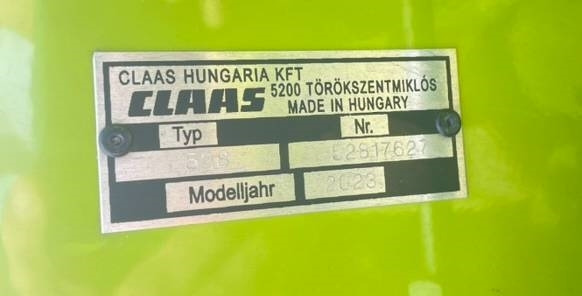 CLAAS HUNGARIA KFT
CLAAS 5200 TÖRÖKSZENTMIKLÓS
MADE IN HUNGARY
Typ Nr.
52817627
Modelljahr 2023